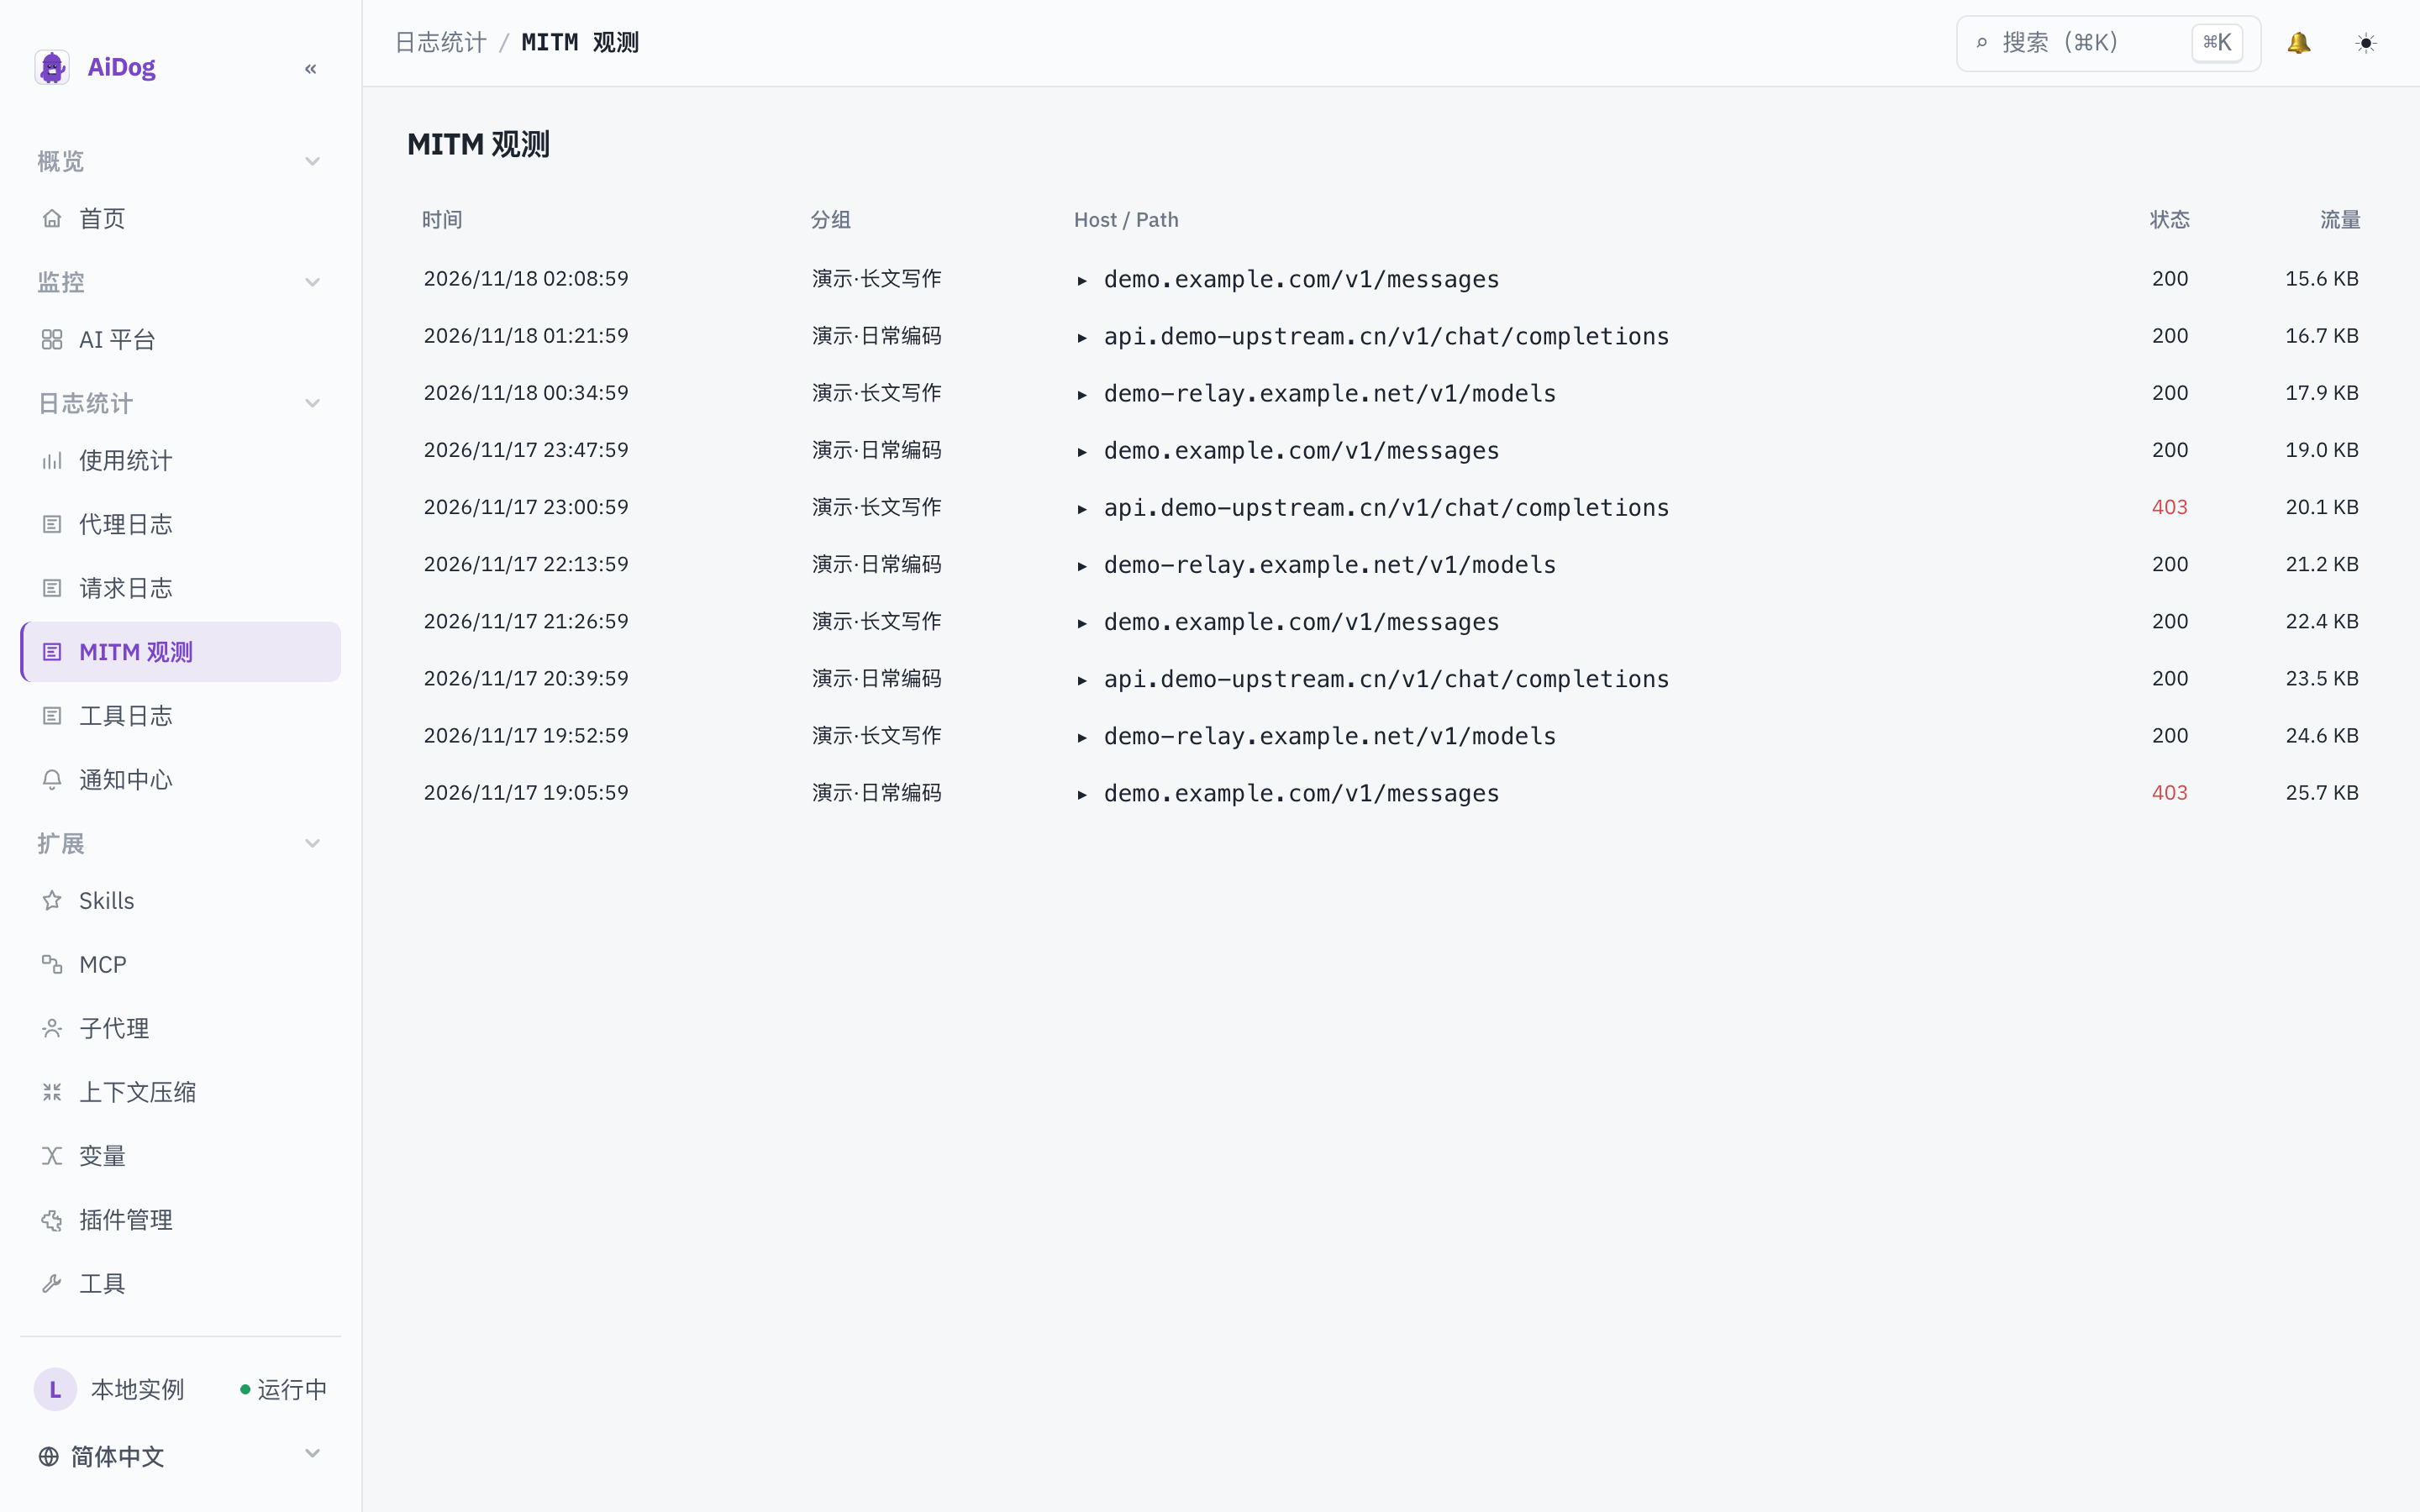 AiDog
«
概览
首页
监控
AI 平台
日志统计
使用统计
代理日志
请求日志
MITM 观测
工具日志
通知中心
扩展
Skills
MCP
子代理
上下文压缩
变量
插件管理
工具
L 本地实例 运行中
简体中文
日志统计 / MITM 观测
搜索（⌘K） ⌘K
MITM 观测
时间 分组 Host / Path 状态 流量
2026/11/18 02:08:59 演示·长文写作 ▸ demo.example.com/v1/messages 200 15.6 KB
2026/11/18 01:21:59 演示·日常编码 ▸ api.demo-upstream.cn/v1/chat/completions 200 16.7 KB
2026/11/18 00:34:59 演示·长文写作 ▸ demo-relay.example.net/v1/models 200 17.9 KB
2026/11/17 23:47:59 演示·日常编码 ▸ demo.example.com/v1/messages 200 19.0 KB
2026/11/17 23:00:59 演示·长文写作 ▸ api.demo-upstream.cn/v1/chat/completions 403 20.1 KB
2026/11/17 22:13:59 演示·日常编码 ▸ demo-relay.example.net/v1/models 200 21.2 KB
2026/11/17 21:26:59 演示·长文写作 ▸ demo.example.com/v1/messages 200 22.4 KB
2026/11/17 20:39:59 演示·日常编码 ▸ api.demo-upstream.cn/v1/chat/completions 200 23.5 KB
2026/11/17 19:52:59 演示·长文写作 ▸ demo-relay.example.net/v1/models 200 24.6 KB
2026/11/17 19:05:59 演示·日常编码 ▸ demo.example.com/v1/messages 403 25.7 KB